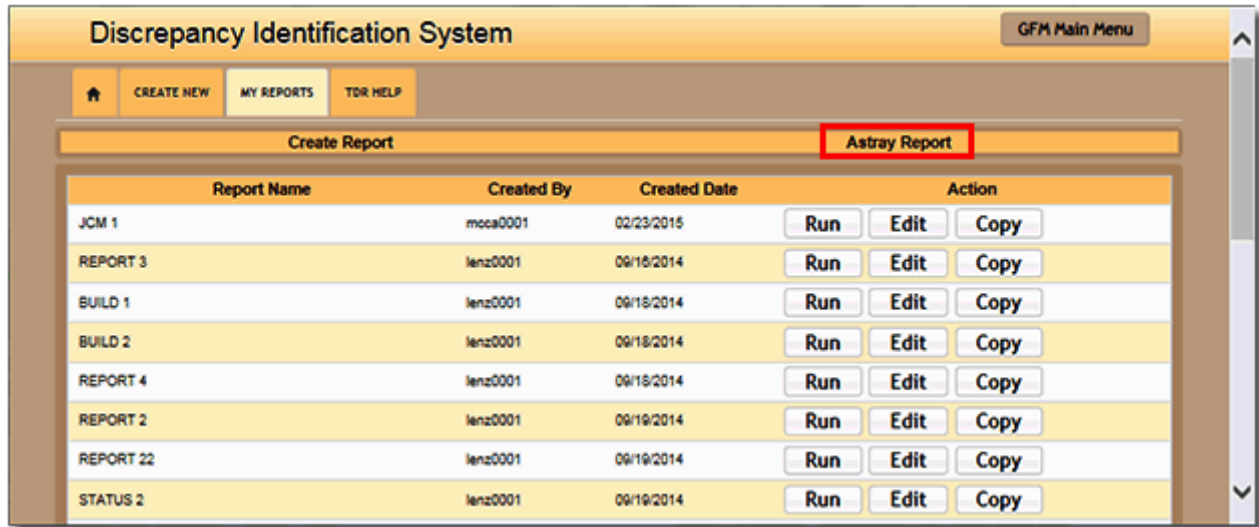 Discrepancy Identification System GFM Main Menu
CREATE NEW MY REPORTS TDR HELP
Create Report Astray Report
Report Name Created By Created Date Action
JCM 1 mcca0001 02/23/2015 Run Edit Copy
REPORT 3 lenz0001 09/16/2014 Run Edit Copy
BUILD 1 lenz0001 09/18/2014 Run Edit Copy
BUILD 2 lenz0001 09/18/2014 Run Edit Copy
REPORT 4 lenz0001 09/18/2014 Run Edit Copy
REPORT 2 lenz0001 09/19/2014 Run Edit Copy
REPORT 22 lenz0001 09/19/2014 Run Edit Copy
STATUS 2 lenz0001 09/19/2014 Run Edit Copy